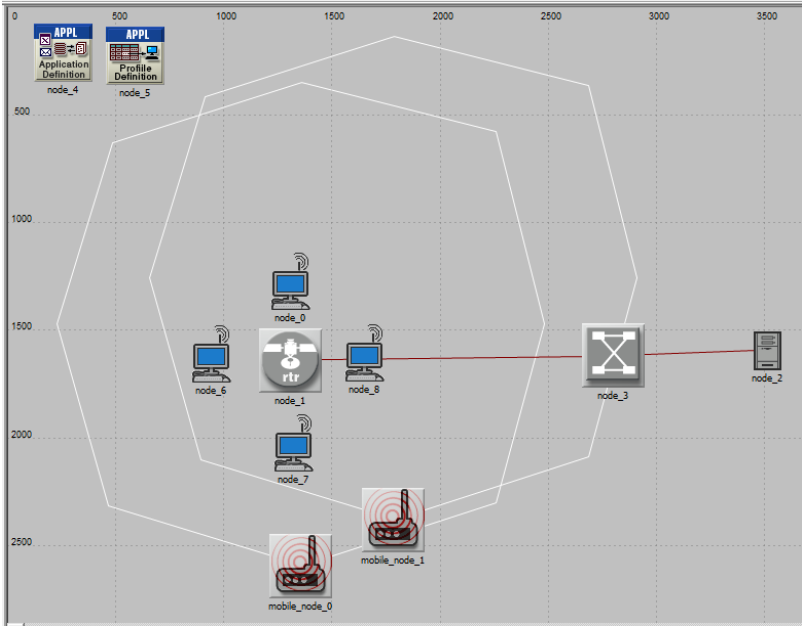 0 500 1000 1500 2000 2500 3000 3500
APPL
Application
Definition
node_4
APPL
Profile
Definition
node_5
500
1000
node_0
1500
node_6
rtr
node_1
node_8
node_3
node_2
2000
node_7
2500
mobile_node_1
mobile_node_0